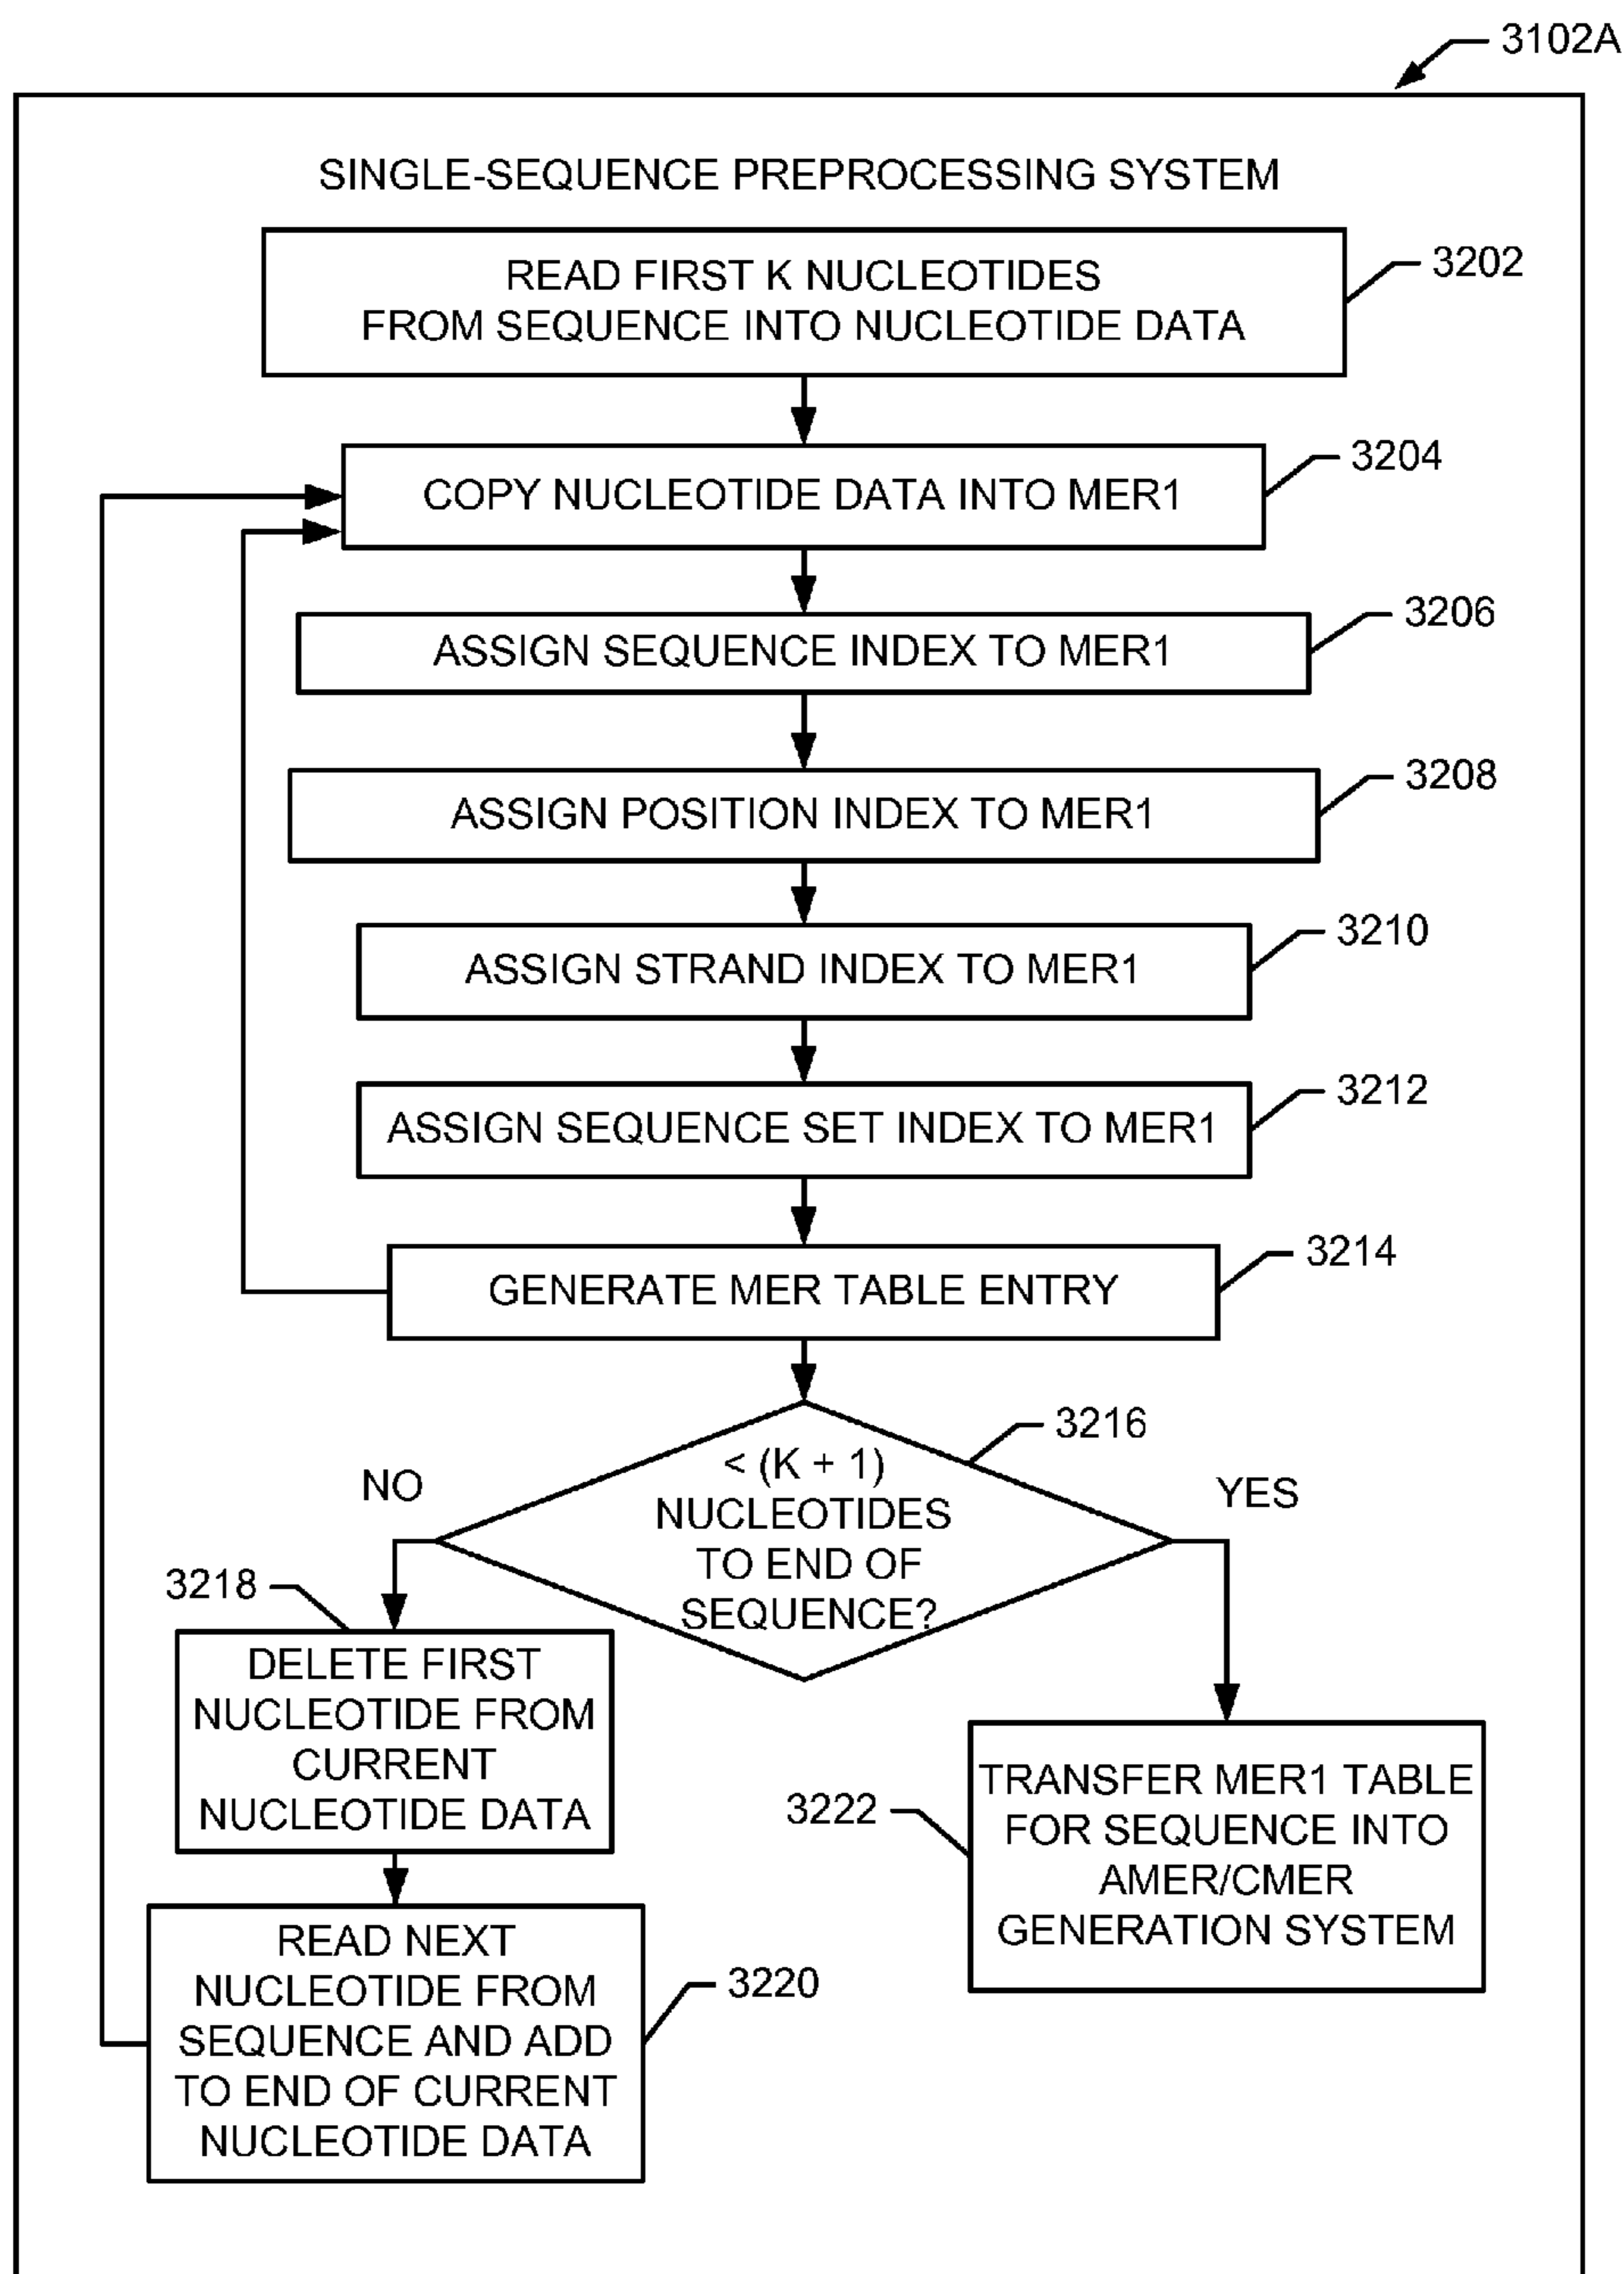 3102A
SINGLE-SEQUENCE PREPROCESSING SYSTEM
READ FIRST K NUCLEOTIDES
FROM SEQUENCE INTO NUCLEOTIDE DATA
3202
COPY NUCLEOTIDE DATA INTO MER1
3204
ASSIGN SEQUENCE INDEX TO MER1
3206
ASSIGN POSITION INDEX TO MER1
3208
ASSIGN STRAND INDEX TO MER1
3210
ASSIGN SEQUENCE SET INDEX TO MER1
3212
GENERATE MER TABLE ENTRY
3214
< (K + 1)
NUCLEOTIDES
TO END OF
SEQUENCE?
3216
NO
YES
3218
DELETE FIRST
NUCLEOTIDE FROM
CURRENT
NUCLEOTIDE DATA
3222
TRANSFER MER1 TABLE
FOR SEQUENCE INTO
AMER/CMER
GENERATION SYSTEM
READ NEXT
NUCLEOTIDE FROM
SEQUENCE AND ADD
TO END OF CURRENT
NUCLEOTIDE DATA
3220